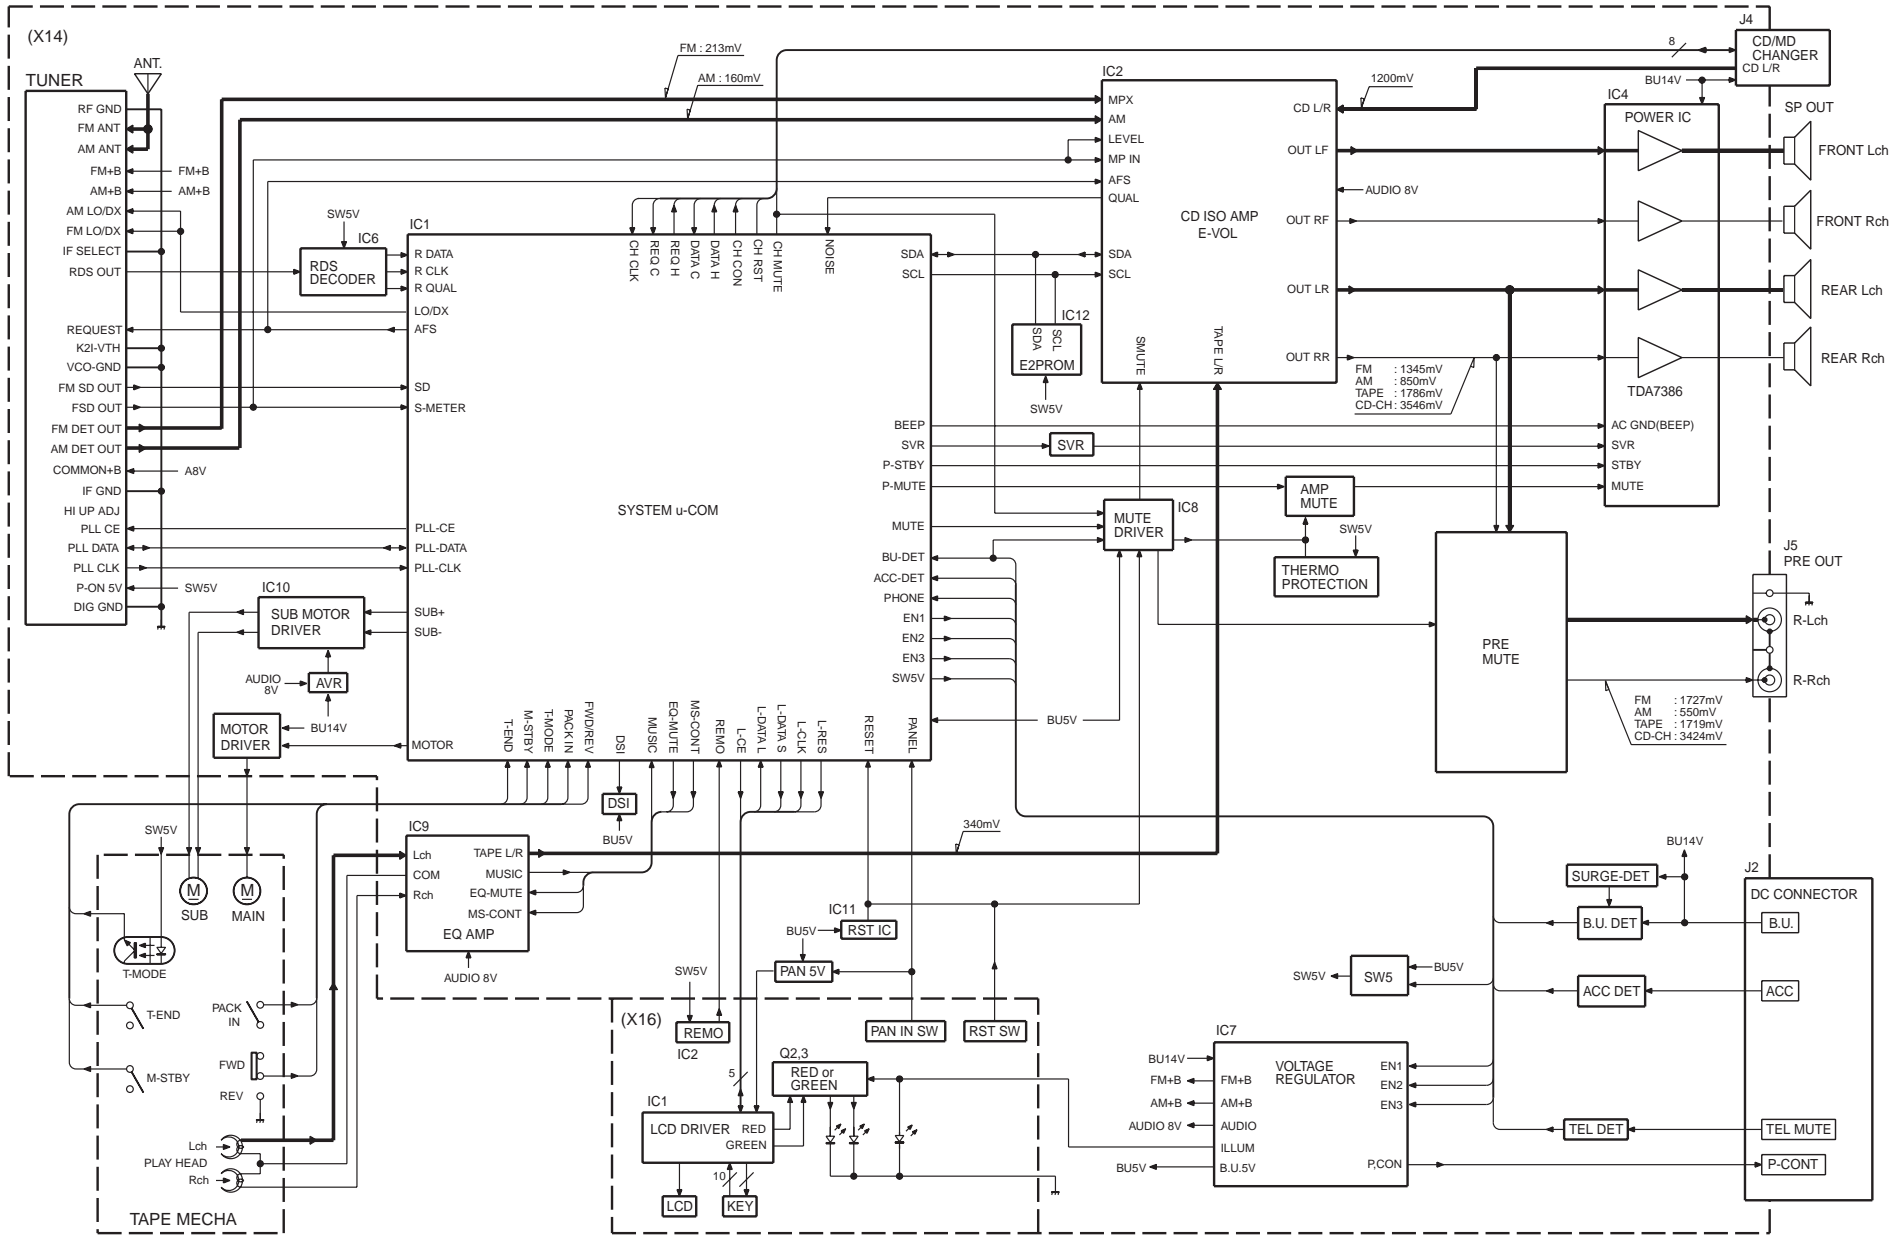 (X14)
TUNER
ANT.
RF GND
FM ANT
AM ANT
FM+B
FM+B
AM+B
AM+B
AM LO/DX
FM LO/DX
IF SELECT
RDS OUT
REQUEST
K2I-VTH
VCO-GND
FM SD OUT
FSD OUT
FM DET OUT
AM DET OUT
COMMON+B
A8V
IF GND
HI UP ADJ
PLL CE
PLL DATA
PLL CLK
P-ON 5V
SW5V
DIG GND
FM : 213mV
AM : 160mV
SW5V
IC6
RDS
DECODER
IC1
R DATA
R CLK
R QUAL
LO/DX
AFS
SD
S-METER
PLL-CE
PLL-DATA
PLL-CLK
SUB+
SUB-
MOTOR
SYSTEM u-COM
CH CLK
REQ C
REQ H
DATA C
DATA H
CH CON
CH RST
CH MUTE
NOISE
SDA
SCL
BEEP
SVR
P-STBY
P-MUTE
MUTE
BU-DET
ACC-DET
PHONE
EN1
EN2
EN3
SW5V
T-END
M-STBY
T-MODE
PACK IN
FWD/REV
DSI
MUSIC
EQ-MUTE
MS-CONT
REMO
L-CE
L-DATA L
L-DATA S
L-CLK
L-RES
RESET
PANEL
IC10
SUB MOTOR
DRIVER
AUDIO
8V
AVR
BU14V
MOTOR
DRIVER
IC2
MPX
AM
LEVEL
MP IN
AFS
QUAL
SDA
SCL
CD ISO AMP
E-VOL
CD L/R
OUT LF
OUT RF
OUT LR
OUT RR
SMUTE
TAPE L/R
1200mV
AUDIO 8V
IC12
SDA
SCL
E2PROM
SW5V
FM : 1345mV
AM : 850mV
TAPE : 1786mV
CD-CH : 3546mV
8
J4
CD/MD
CHANGER
CD L/R
BU14V
IC4
POWER IC
TDA7386
AC GND(BEEP)
SVR
STBY
MUTE
SP OUT
FRONT Lch
FRONT Rch
REAR Lch
REAR Rch
SVR
AMP
MUTE
IC8
MUTE
DRIVER
SW5V
THERMO
PROTECTION
BU5V
PRE
MUTE
J5
PRE OUT
R-Lch
R-Rch
FM : 1727mV
AM : 550mV
TAPE : 1719mV
CD-CH : 3424mV
DSI
BU5V
IC9
Lch
COM
Rch
TAPE L/R
MUSIC
EQ-MUTE
MS-CONT
EQ AMP
AUDIO 8V
340mV
SW5V
M
SUB
M
MAIN
T-MODE
T-END
PACK
IN
M-STBY
FWD
REV
Lch
PLAY HEAD
Rch
TAPE MECHA
IC11
BU5V
RST IC
PAN 5V
(X16)
SW5V
REMO
IC2
PAN IN SW
RST SW
Q2,3
RED or
GREEN
5
IC1
LCD DRIVER
RED
GREEN
10
LCD
KEY
BU14V
SURGE-DET
B.U. DET
J2
DC CONNECTOR
B.U.
SW5V
SW5
BU5V
ACC DET
ACC
IC7
VOLTAGE
REGULATOR
BU14V
FM+B
FM+B
AM+B
AM+B
AUDIO 8V
AUDIO
ILLUM
BU5V
B.U.5V
EN1
EN2
EN3
P,CON
TEL DET
TEL MUTE
P-CONT